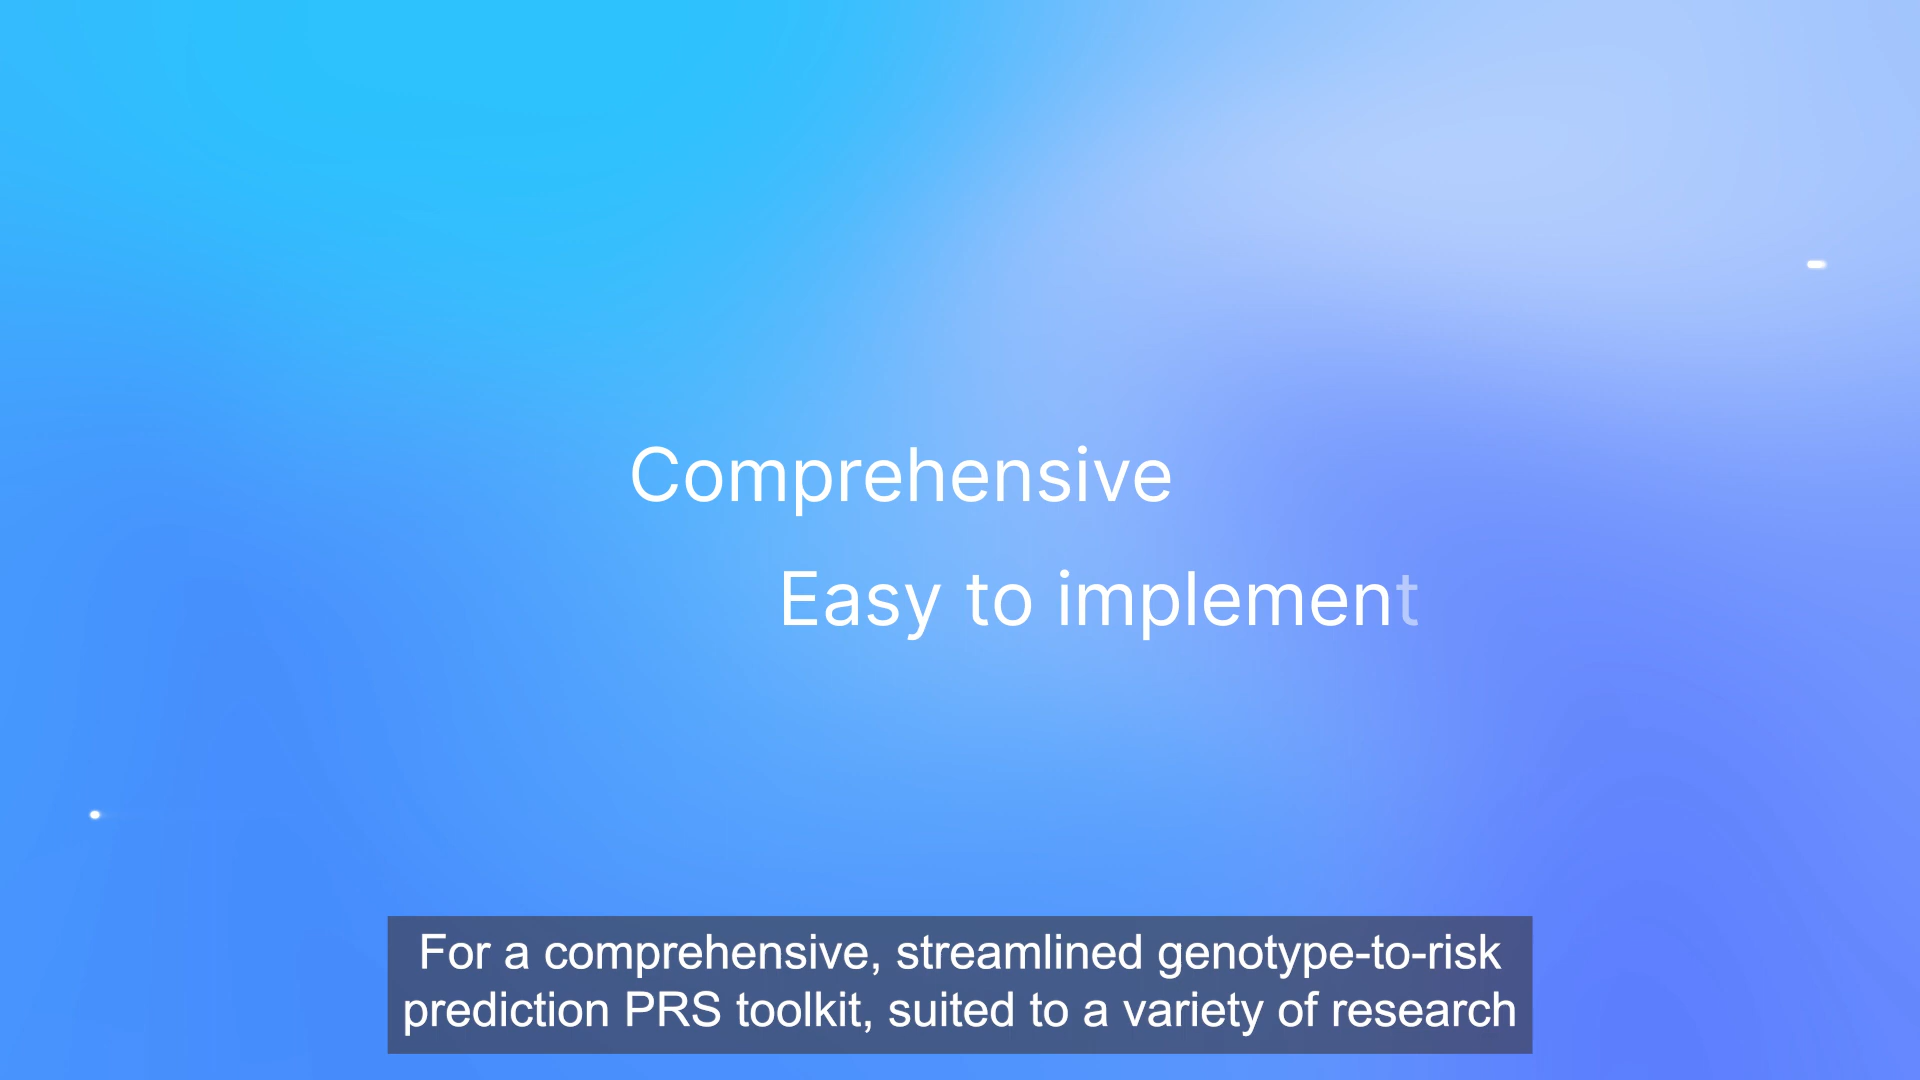 Comprehensive
Easy to implement
For a comprehensive, streamlined genotype-to-risk
prediction PRS toolkit, suited to a variety of research